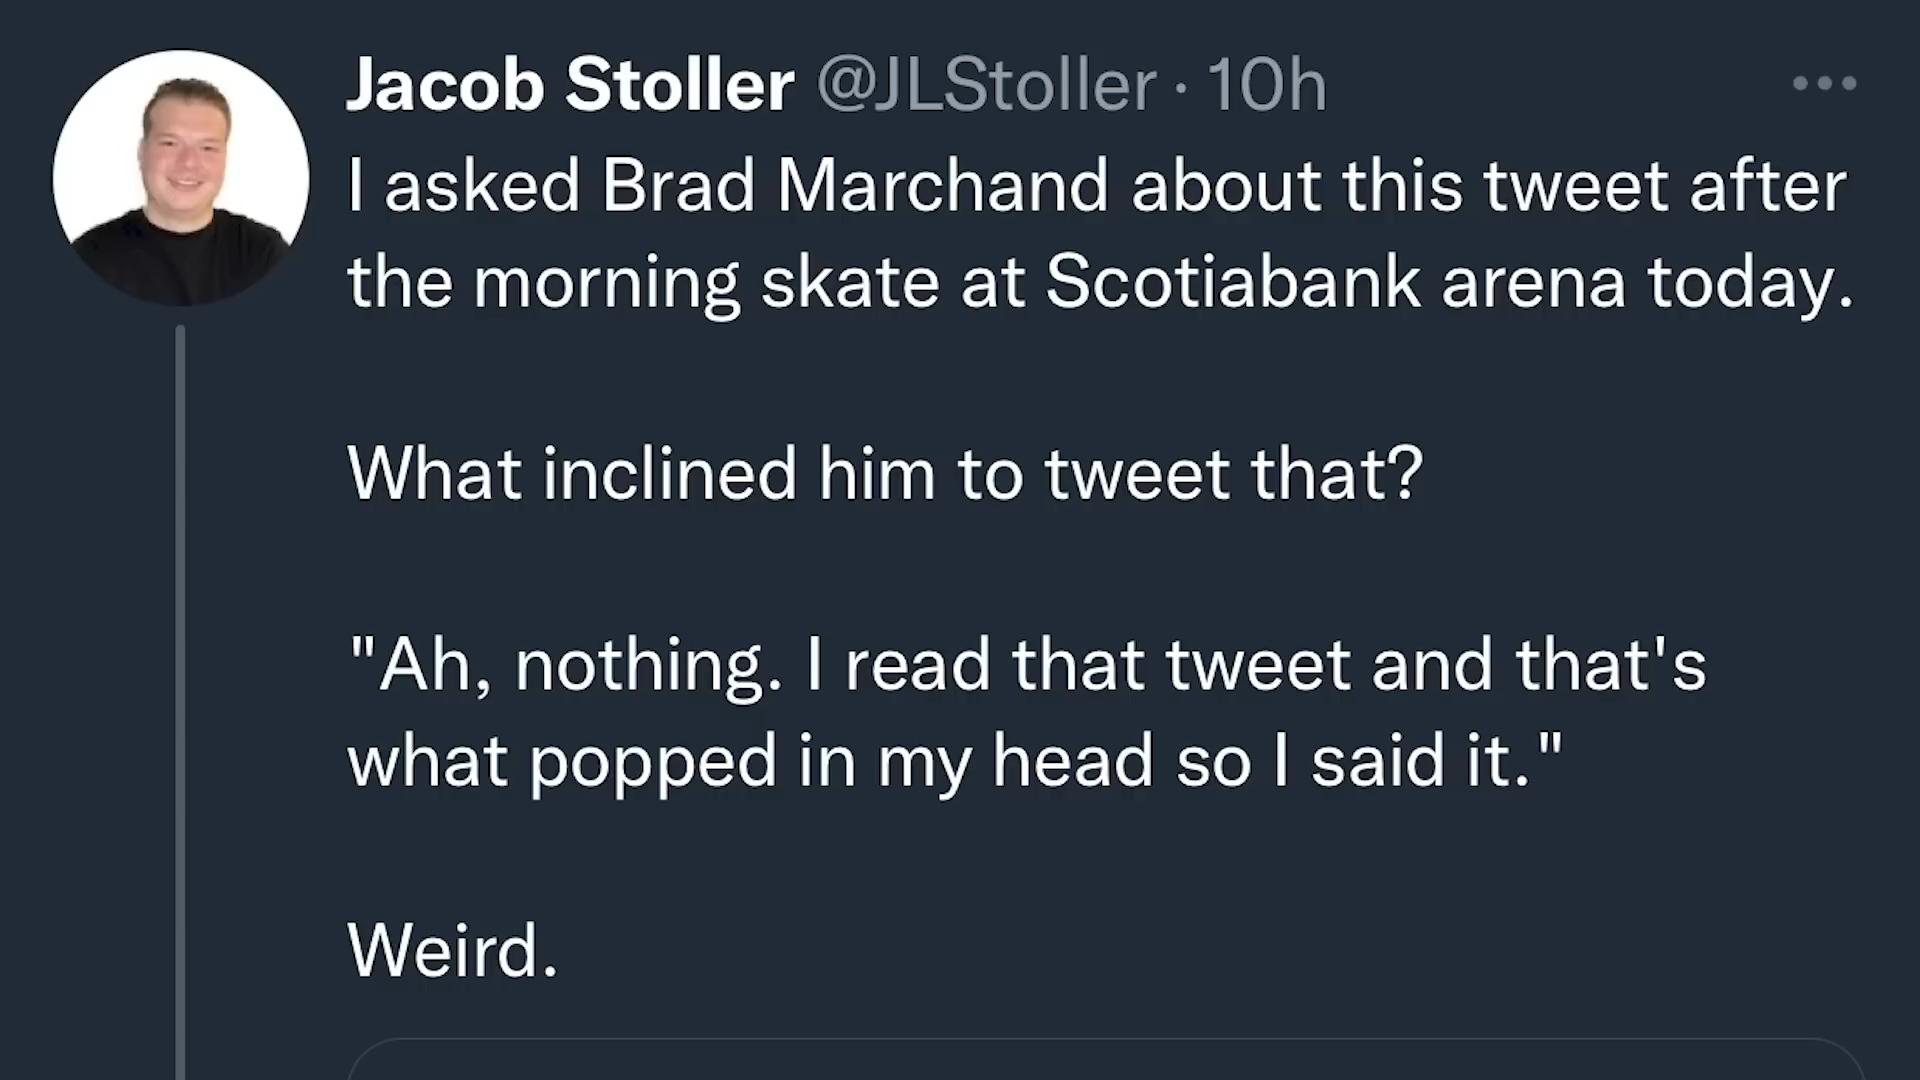 Jacob Stoller @JLStoller · 10h
I asked Brad Marchand about this tweet after
the morning skate at Scotiabank arena today.
What inclined him to tweet that?
"Ah, nothing. I read that tweet and that's
what popped in my head so I said it."
Weird.